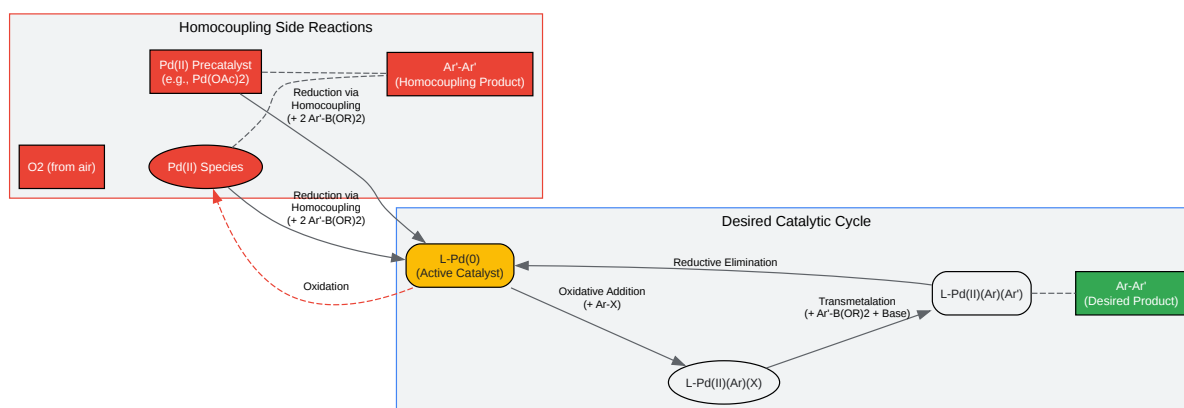 Homocoupling Side Reactions
Pd(II) Precatalyst
(e.g., Pd(OAc)2)
Ar'-Ar'
(Homocoupling Product)
Reduction via
Homocoupling
(+ 2 Ar'-B(OR)2)
O2 (from air)
Pd(II) Species
Reduction via
Homocoupling
(+ 2 Ar'-B(OR)2)
Oxidation
Desired Catalytic Cycle
L-Pd(0)
(Active Catalyst)
Reductive Elimination
Oxidative Addition
(+ Ar-X)
Transmetalation
(+ Ar'-B(OR)2 + Base)
L-Pd(II)(Ar)(Ar')
Ar-Ar'
(Desired Product)
L-Pd(II)(Ar)(X)